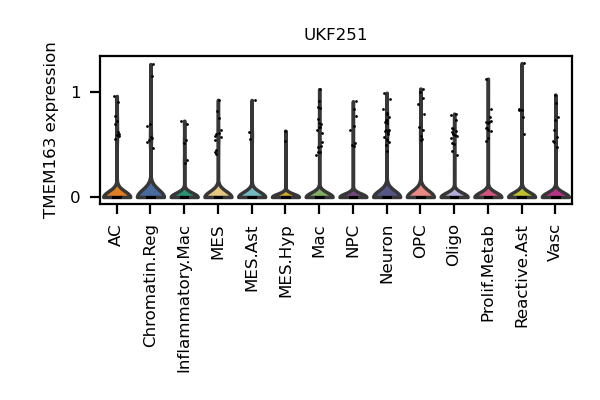 UKF251
TMEM163 expression
1
0
AC
Chromatin.Reg
Inflammatory.Mac
MES
MES.Ast
MES.Hyp
Mac
NPC
Neuron
OPC
Oligo
Prolif.Metab
Reactive.Ast
Vasc